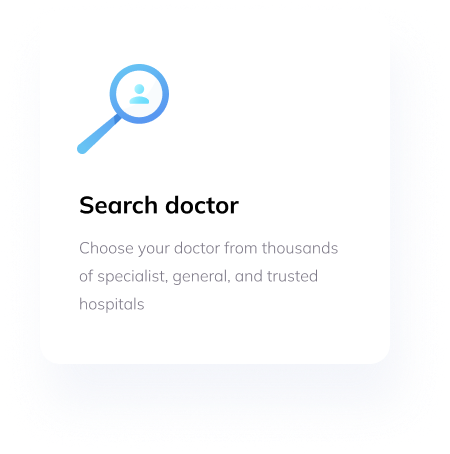 Search doctor
Choose your doctor from thousands
of specialist, general, and trusted
hospitals